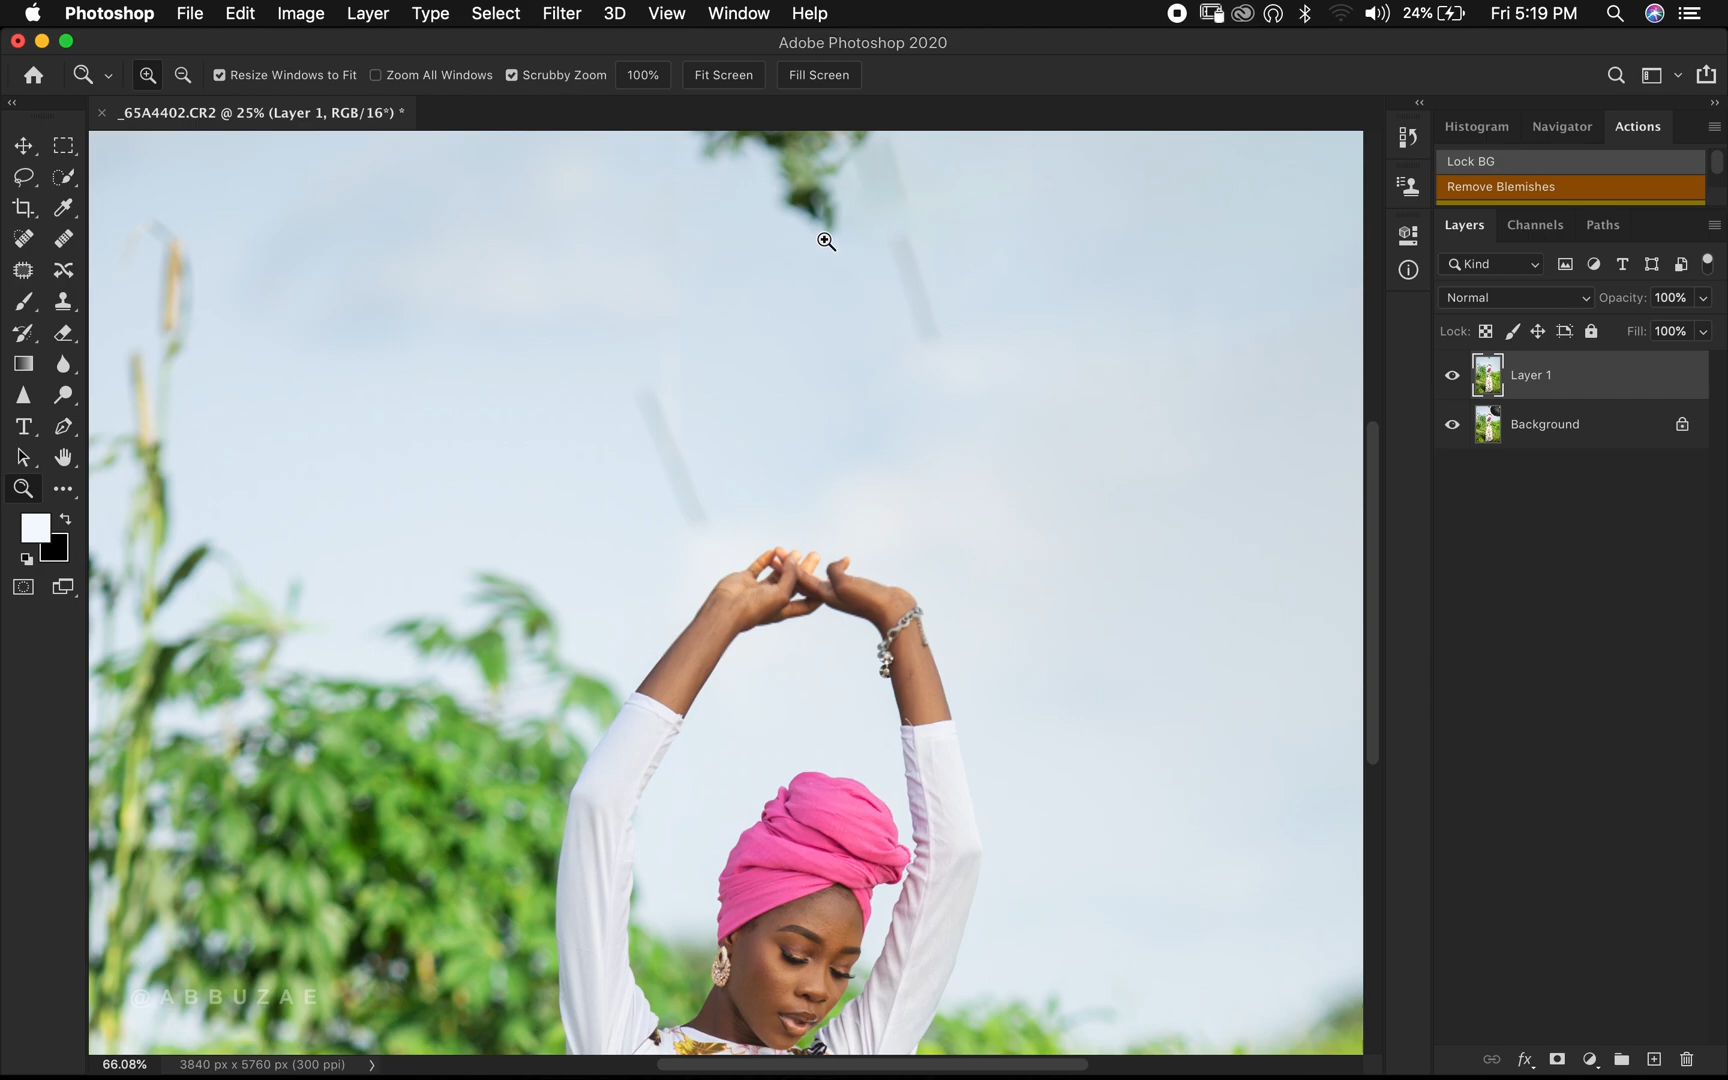 Photoshop File Edit Image Layer Type Select Filter 3D View Window Help 24% Fri 5:19 PM
Adobe Photoshop 2020
Resize Windows to Fit Zoom All Windows Scrubby Zoom 100% Fit Screen Fill Screen
_65A4402.CR2 @ 25% (Layer 1, RGB/16*) *
Histogram Navigator Actions
Lock BG
Remove Blemishes
Layers Channels Paths
Kind
Normal Opacity: 100%
Lock: Fill: 100%
Layer 1
Background
@ABBUZAE
66.08% 3840 px x 5760 px (300 ppi)